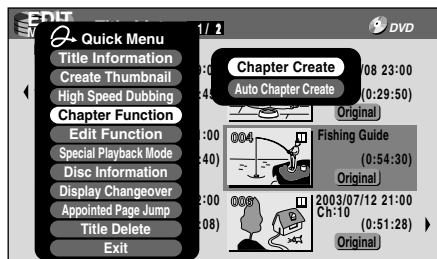 EDIT
1/ 2
DVD
Quick Menu
Title Information
Create Thumbnail
High Speed Dubbing
Chapter Function
Edit Function
Special Playback Mode
Disc Information
Display Changeover
Appointed Page Jump
Title Delete
Exit
Chapter Create
Auto Chapter Create
/08 23:00
(0:29:50)
Original
:00
004
Fishing Guide
:40)
(0:54:30)
Original
2:00
006
2003/07/12 21:00
Ch:10
:08)
(0:51:28)
Original